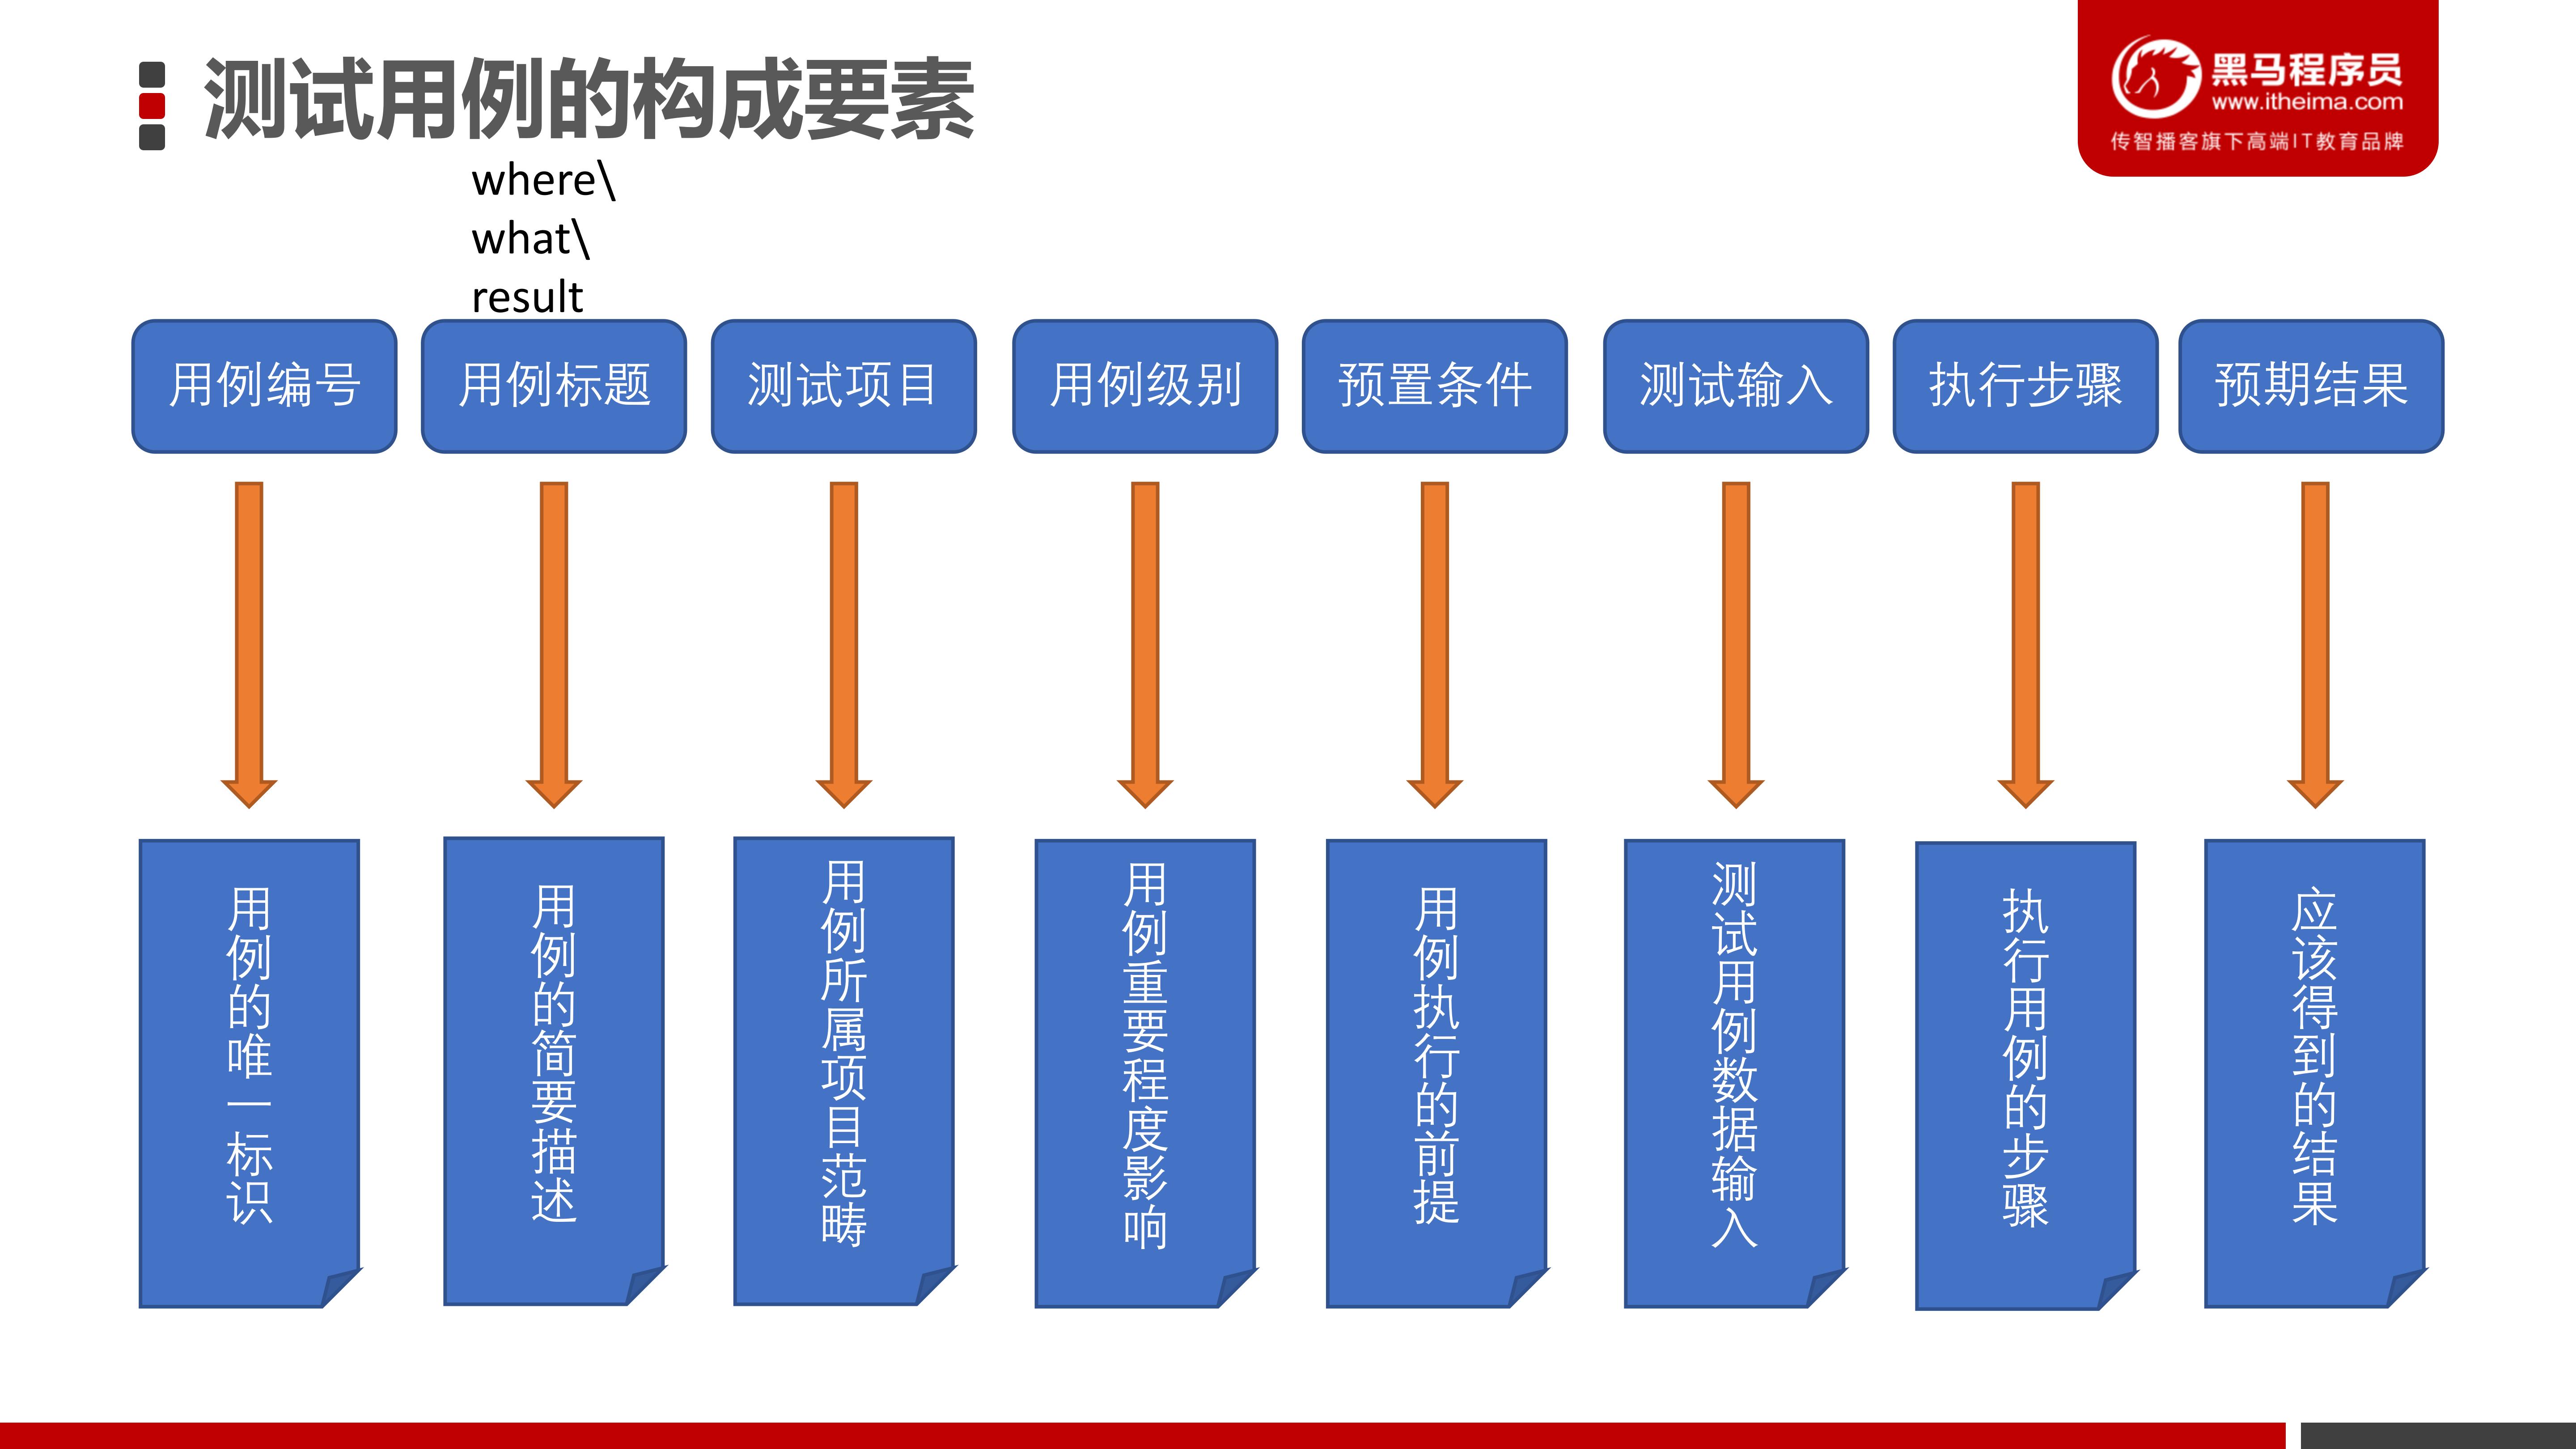 测试用例的构成要素
黑马程序员
www.itheima.com
传智播客旗下高端IT教育品牌
where\
what\
result
用例编号
用例标题
测试项目
用例级别
预置条件
测试输入
执行步骤
预期结果
用例的唯一标识
用例的简要描述
用例所属项目范畴
用例重要程度影响
用例执行的前提
测试用例数据输入
执行用例的步骤
应该得到的结果